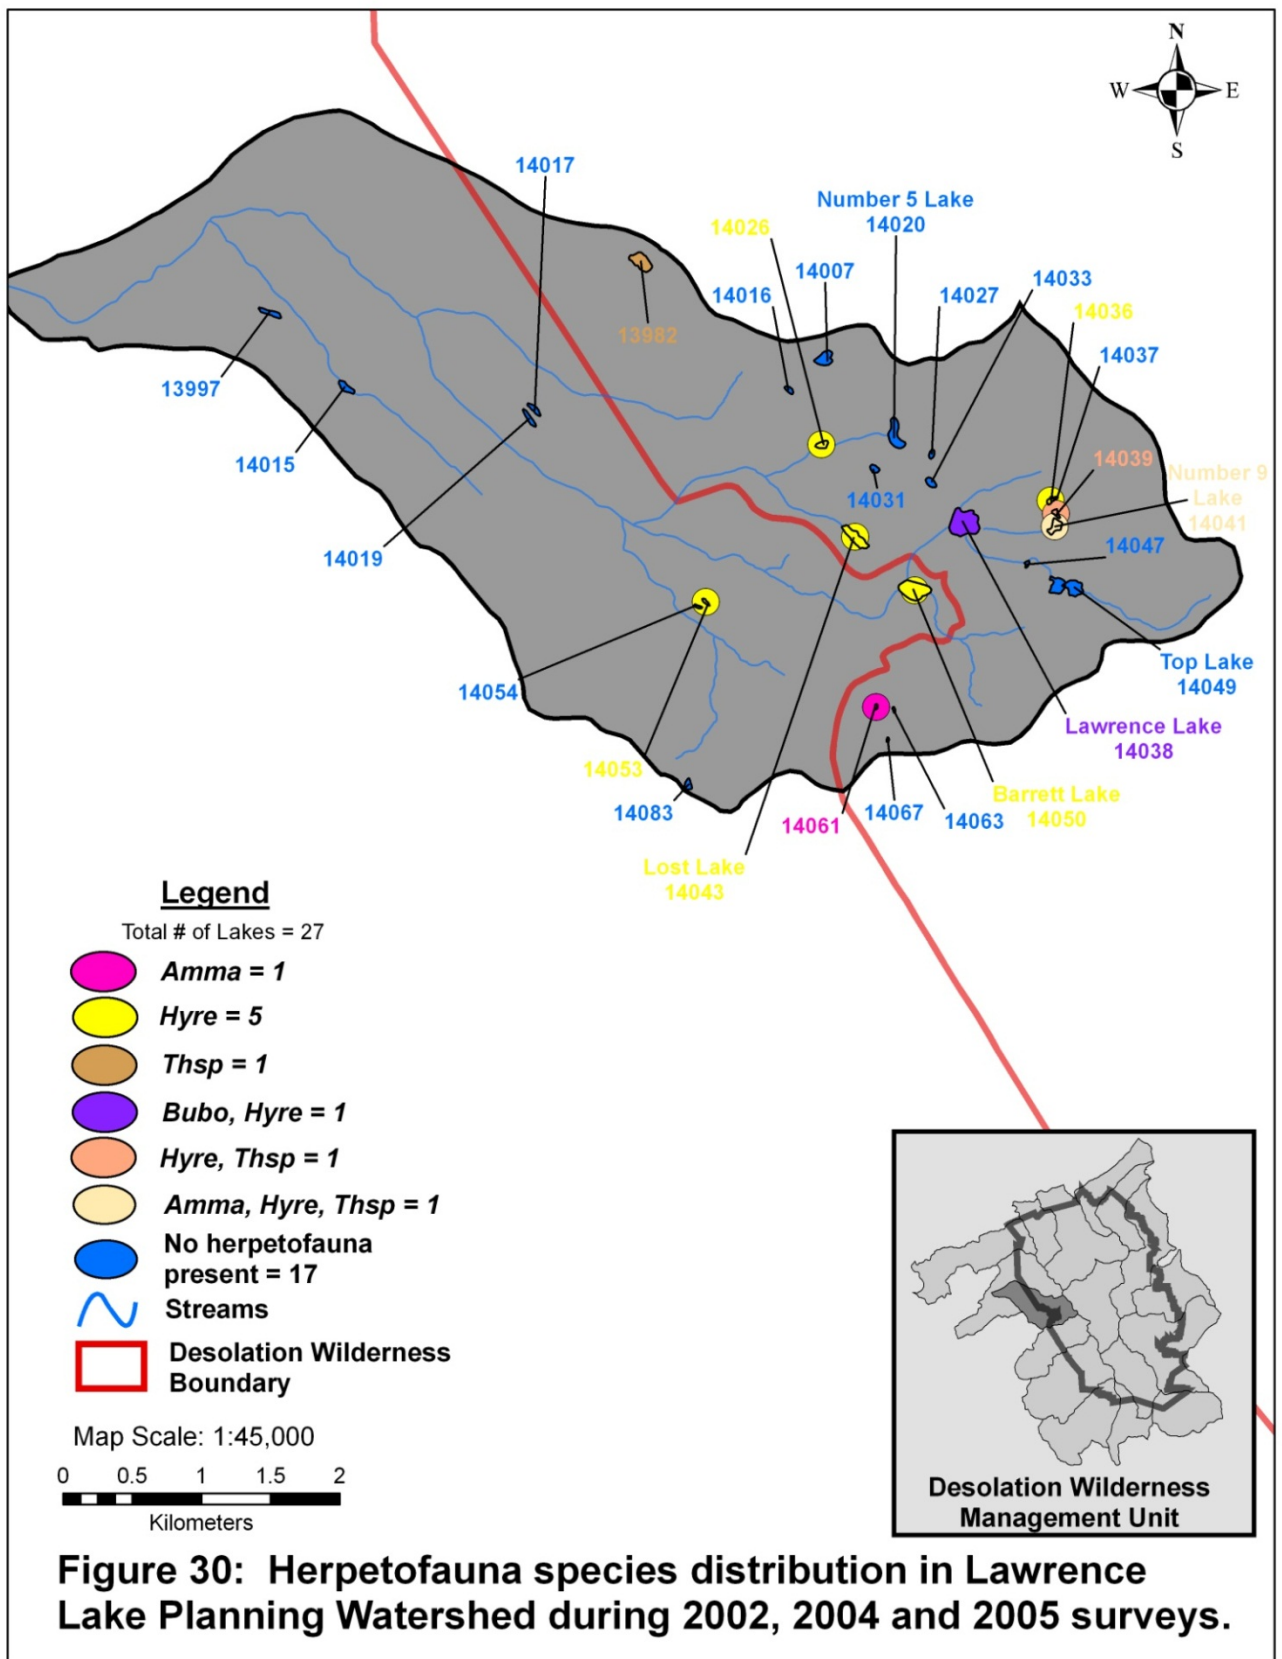 N
W E
S
14017
Number 5 Lake
14020
14026
14007
14016
14027
14033
14036
14037
13982
13997
14015
14039
Number 9
Lake
14041
14031
14019
14047
14054
Top Lake
14049
Lawrence Lake
14038
14053
14083
Barrett Lake
14050
14061
14067
14063
Lost Lake
14043
Legend
Total # of Lakes = 27
Amma = 1
Hyre = 5
Thsp = 1
Bubo, Hyre = 1
Hyre, Thsp = 1
Amma, Hyre, Thsp = 1
No herpetofauna
present = 17
Streams
Desolation Wilderness
Boundary
Map Scale: 1:45,000
0 0.5 1 1.5 2
Kilometers
Desolation Wilderness
Management Unit
Figure 30: Herpetofauna species distribution in Lawrence
Lake Planning Watershed during 2002, 2004 and 2005 surveys.